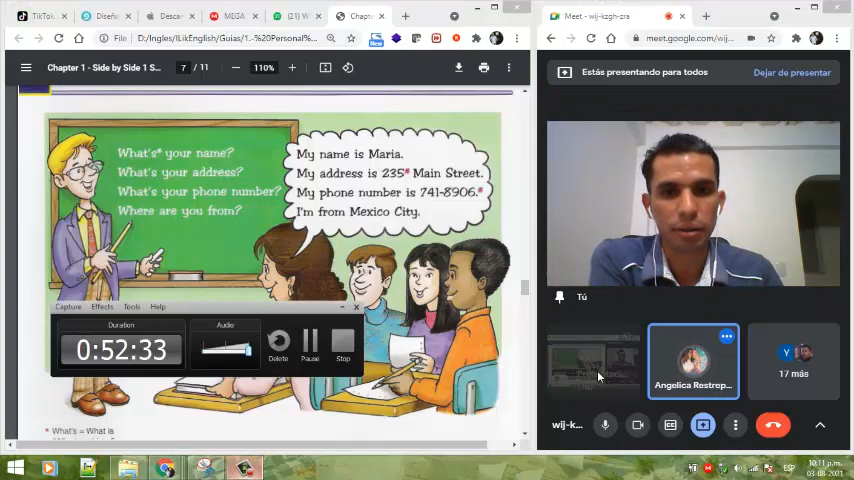 TikTok
Diseña
Descar
MEGA
(21) W
Chapte
Meet - wij-kzgh-zra
D:/Ingles/ILikEnglish/Guias/1.-%20Personal%
New
meet.google.com/wij
Chapter 1 - Side by Side 1 S...
7 / 11
110%
Estás presentando para todos
Dejar de presentar
What's* your name?
What's your address?
What's your phone number?
Where are you from?
My name is Maria.
My address is 235* Main Street.
My phone number is 741-8906.*
I'm from Mexico City.
Tú
Capture
Effects
Tools
Help
Duration
0:52:33
Audio
Delete
Pause
Stop
Angelica Restrep...
Y
17 más
wij-k...
* What's = What is
ESP
10:11 p.m.
03-08-2021